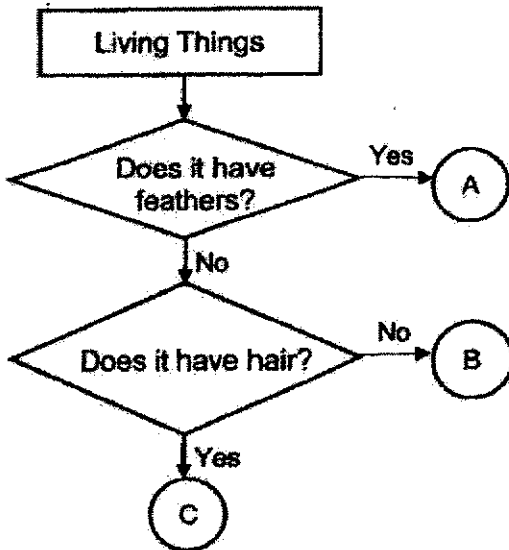 Living Things
Does it have
feathers?
Yes
A
No
Does it have hair?
No
B
Yes
C